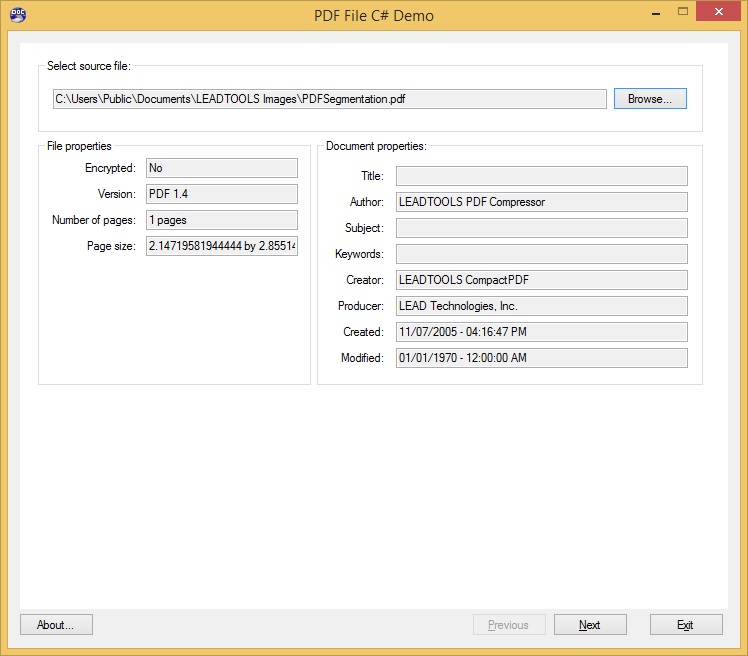 DOC
PDF File C# Demo
Select source file:
C:\Users\Public\Documents\LEADTOOLS Images\PDFSegmentation.pdf
Browse...
File properties
Encrypted: No
Version: PDF 1.4
Number of pages: 1 pages
Page size: 2.14719581944444 by 2.85514
Document properties:
Title:
Author: LEADTOOLS PDF Compressor
Subject:
Keywords:
Creator: LEADTOOLS CompactPDF
Producer: LEAD Technologies, Inc.
Created: 11/07/2005 - 04:16:47 PM
Modified: 01/01/1970 - 12:00:00 AM
About... Previous Next Exit